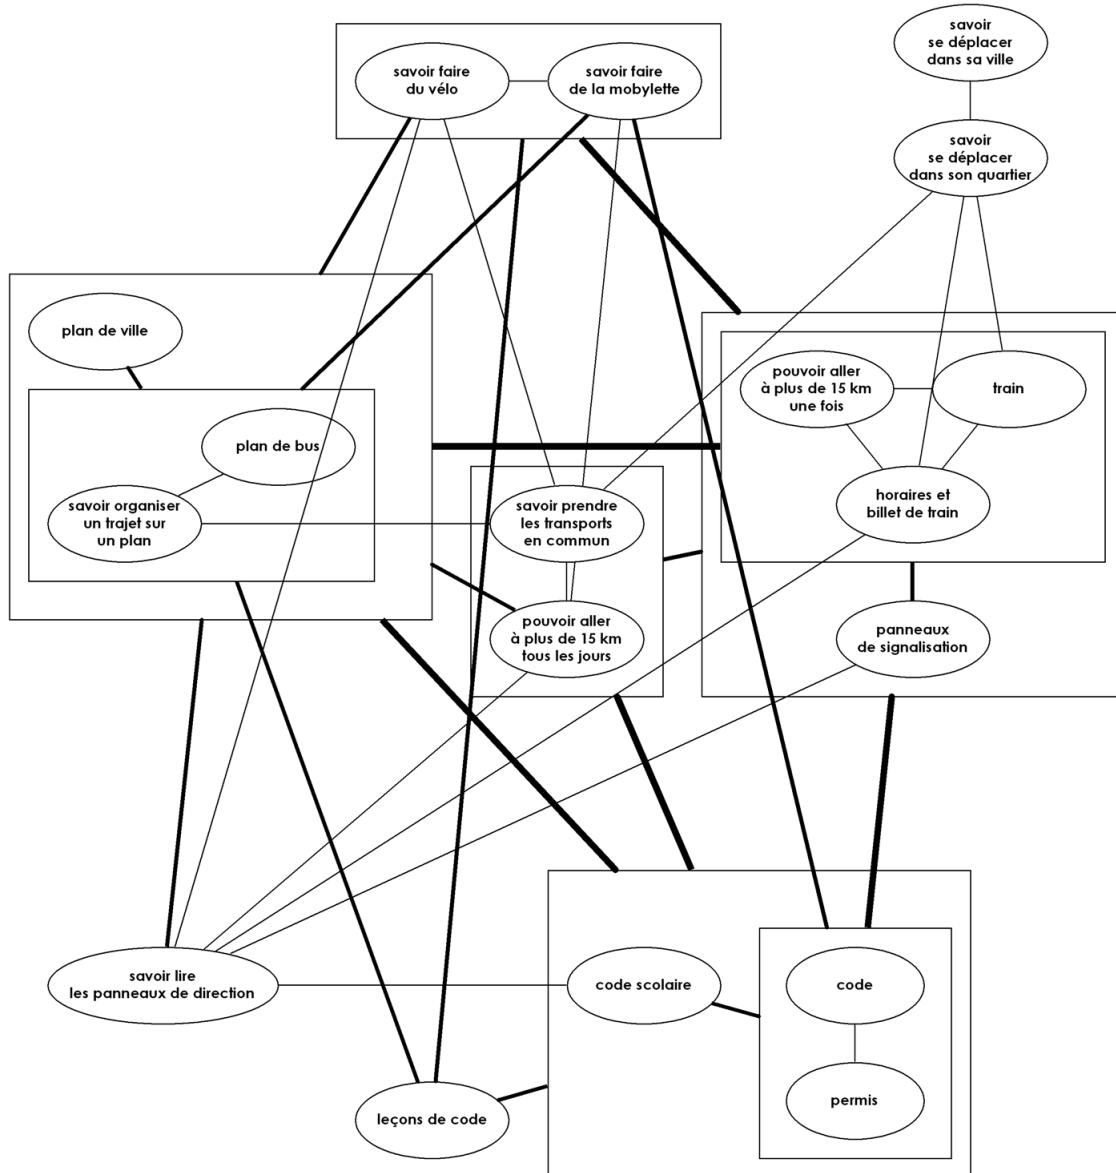 savoir
se déplacer
dans sa ville
savoir faire
du vélo
savoir faire
de la mobylette
savoir
se déplacer
dans son quartier
plan de ville
pouvoir aller
à plus de 15 km
une fois
train
plan de bus
savoir organiser
un trajet sur
un plan
savoir prendre
les transports
en commun
horaires et
billet de train
pouvoir aller
à plus de 15 km
tous les jours
panneaux
de signalisation
savoir lire
les panneaux de direction
code scolaire
code
leçons de code
permis